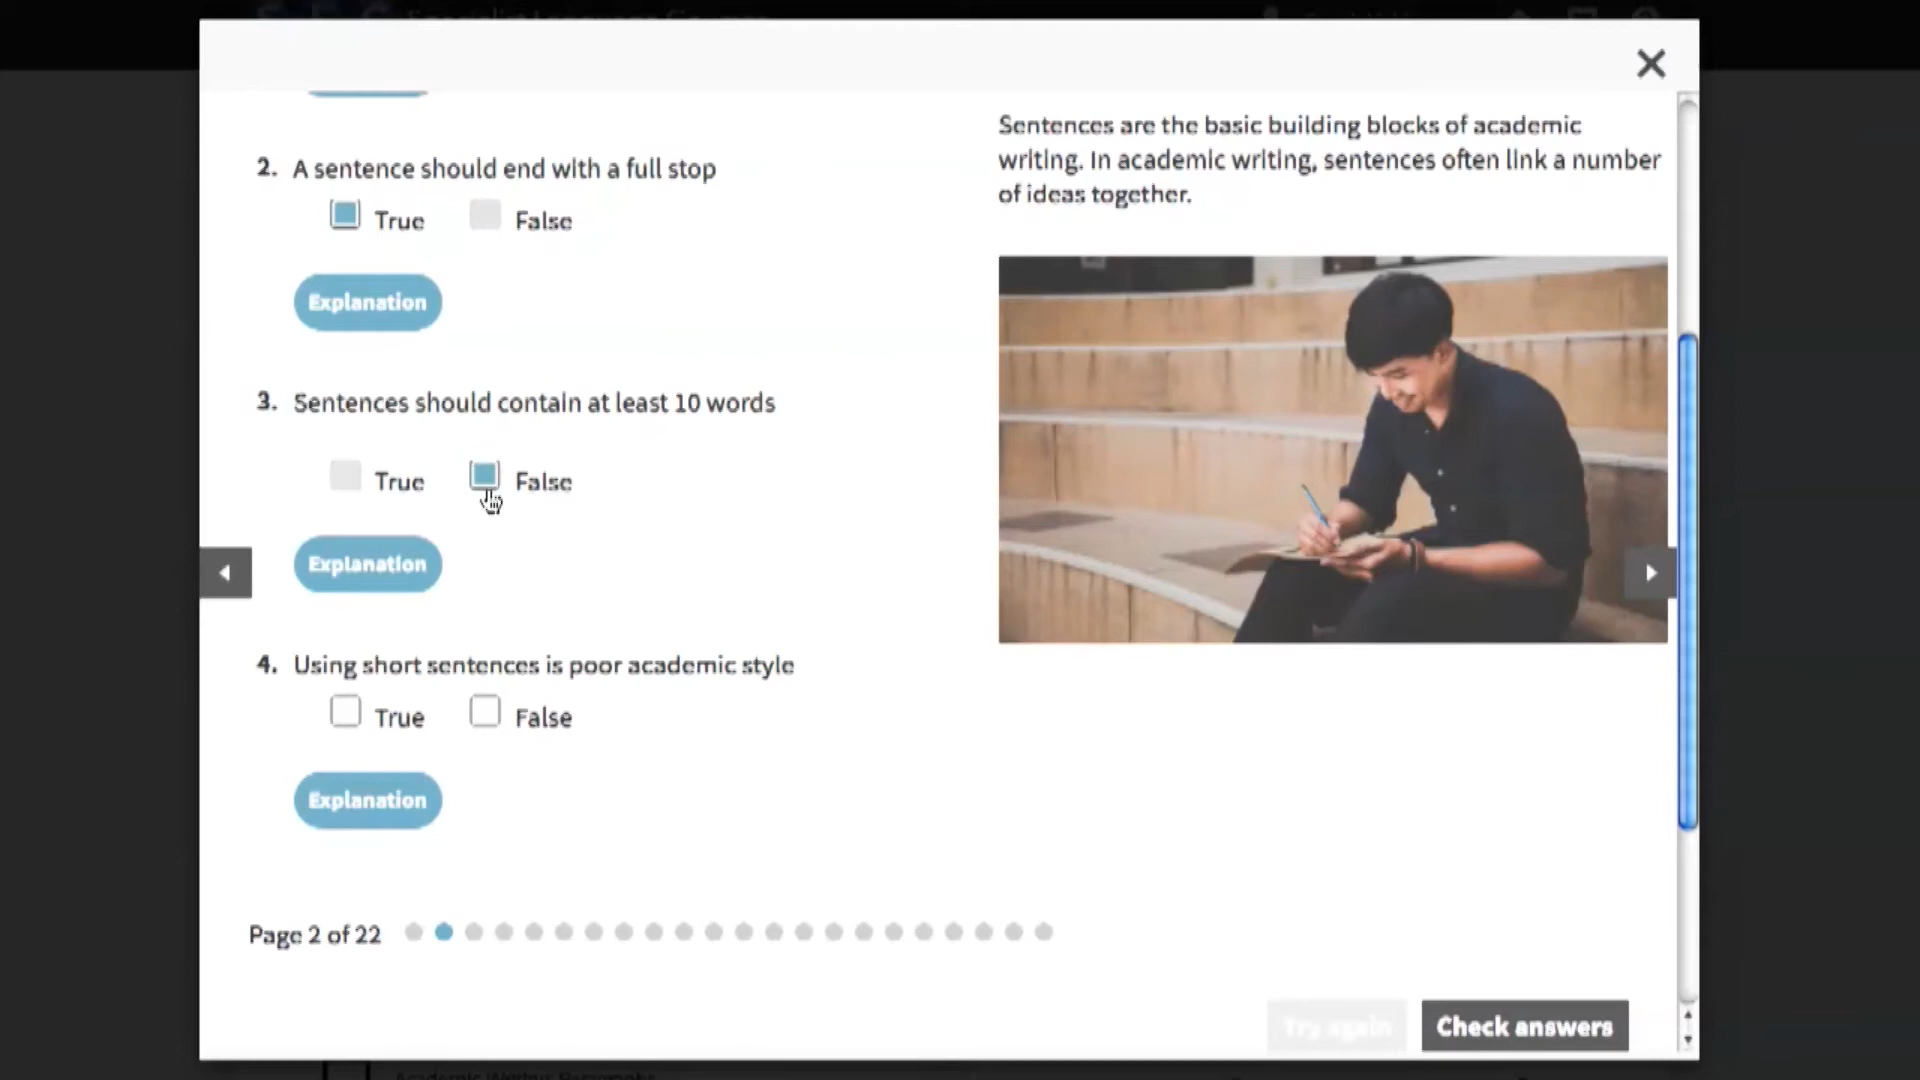 2. A sentence should end with a full stop
True False
Explanation
3. Sentences should contain at least 10 words
True False
Explanation
4. Using short sentences is poor academic style
True False
Explanation
Page 2 of 22
Sentences are the basic building blocks of academic
writing. In academic writing, sentences often link a number
of ideas together.
Try again Check answers